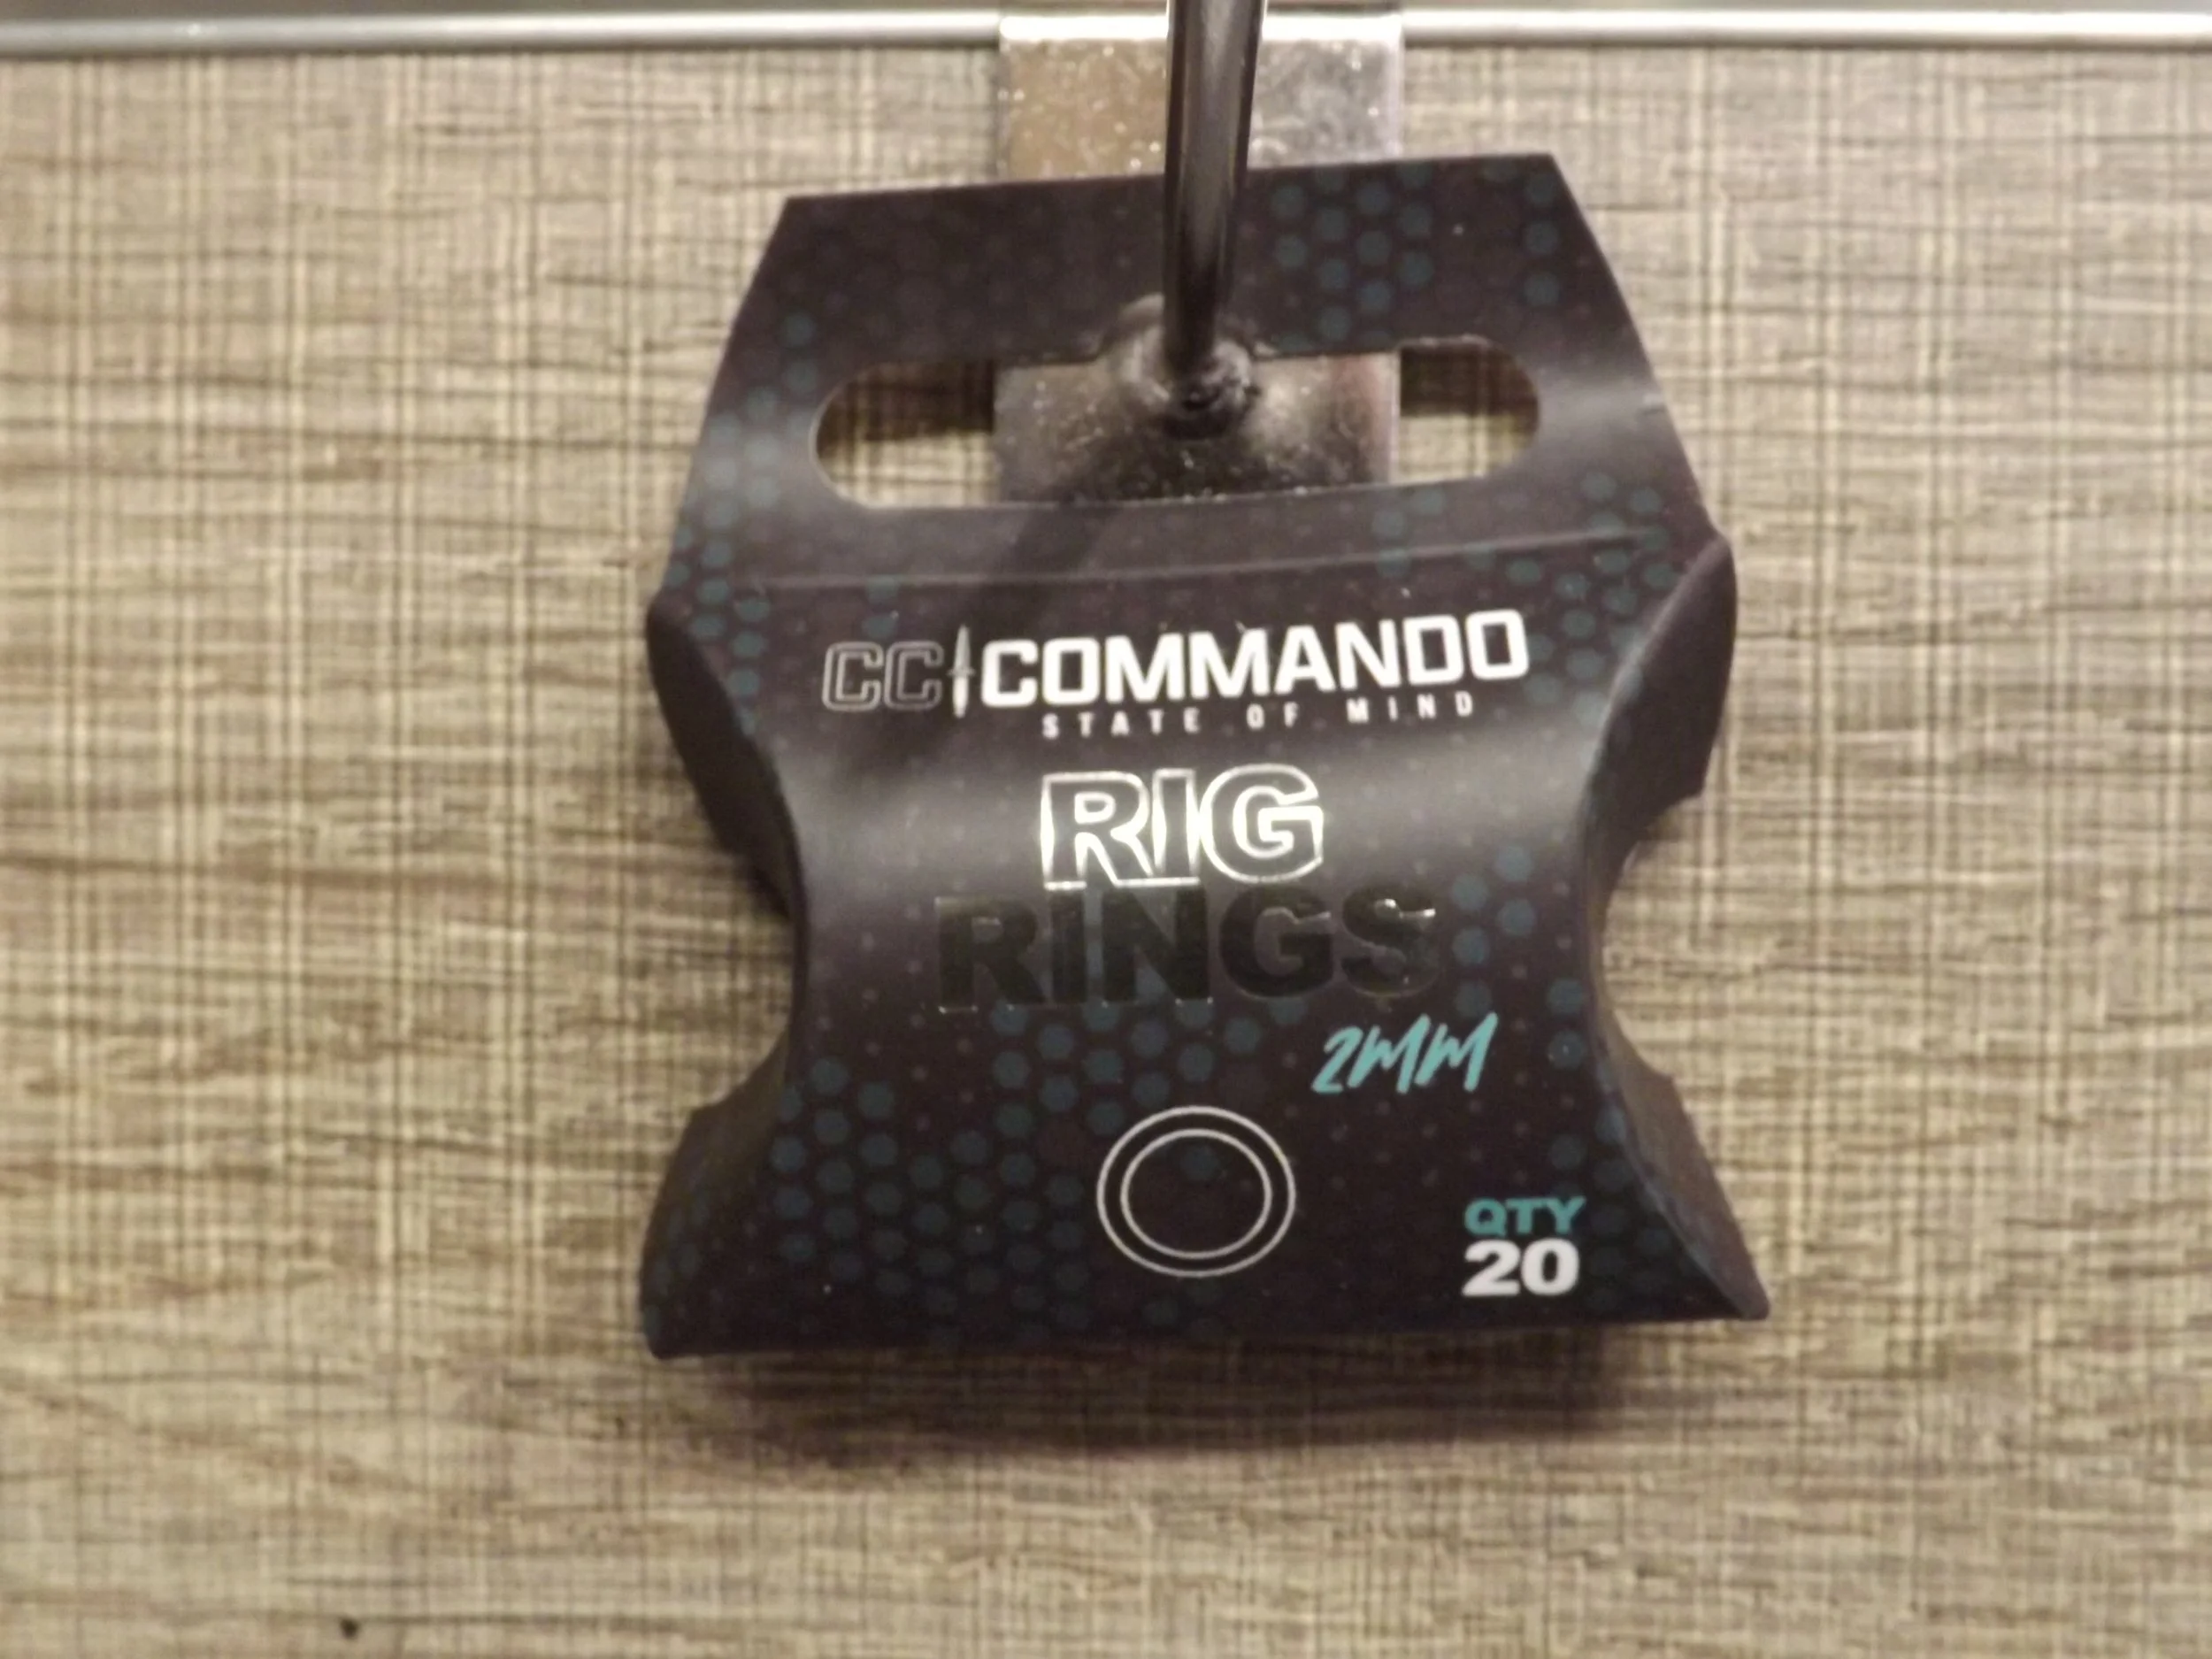 CC COMMANDO
STATE OF MIND
RIG
RINGS
2MM
QTY
20